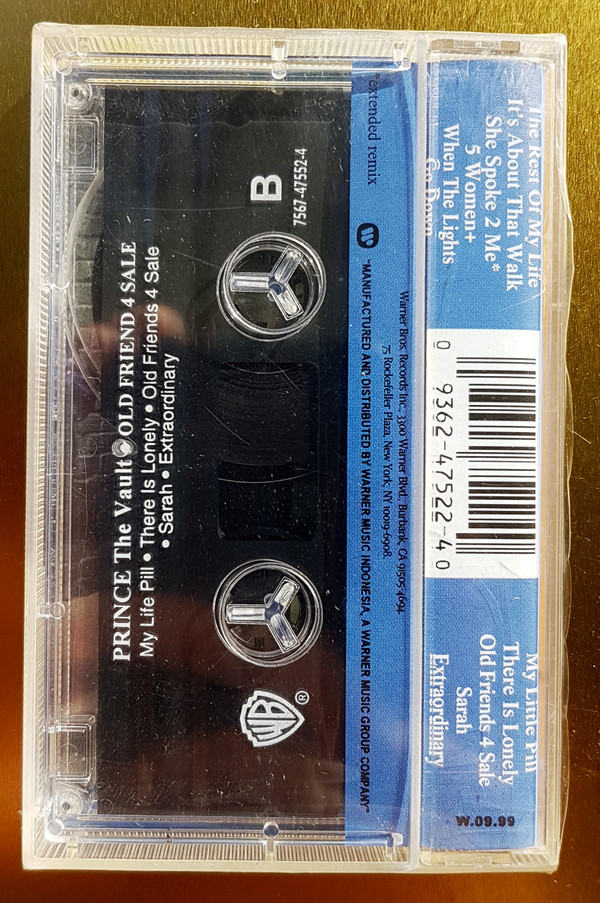 PRINCE The Vault OLD FRIEND 4 SALE
My Life Pill • There Is Lonely • Old Friends 4 Sale
• Sarah • Extraordinary
B
7567-47552-4
WB
®
extended remix
Warner Bros. Records Inc., 3300 Warner Blvd., Burbank, CA 91505-4694.
75 Rockefeller Plaza, New York, NY 10019-6908.
"MANUFACTURED AND DISTRIBUTED BY WARNER MUSIC INDONESIA, A WARNER MUSIC GROUP COMPANY"
The Rest Of My Life
It's About That Walk
She Spoke 2 Me*
5 Women+
When The Lights
Go Down
0 9362-47522-4 0
My Little Pill
There Is Lonely
Old Friends 4 Sale
Sarah
Extraordinary
W.09.99